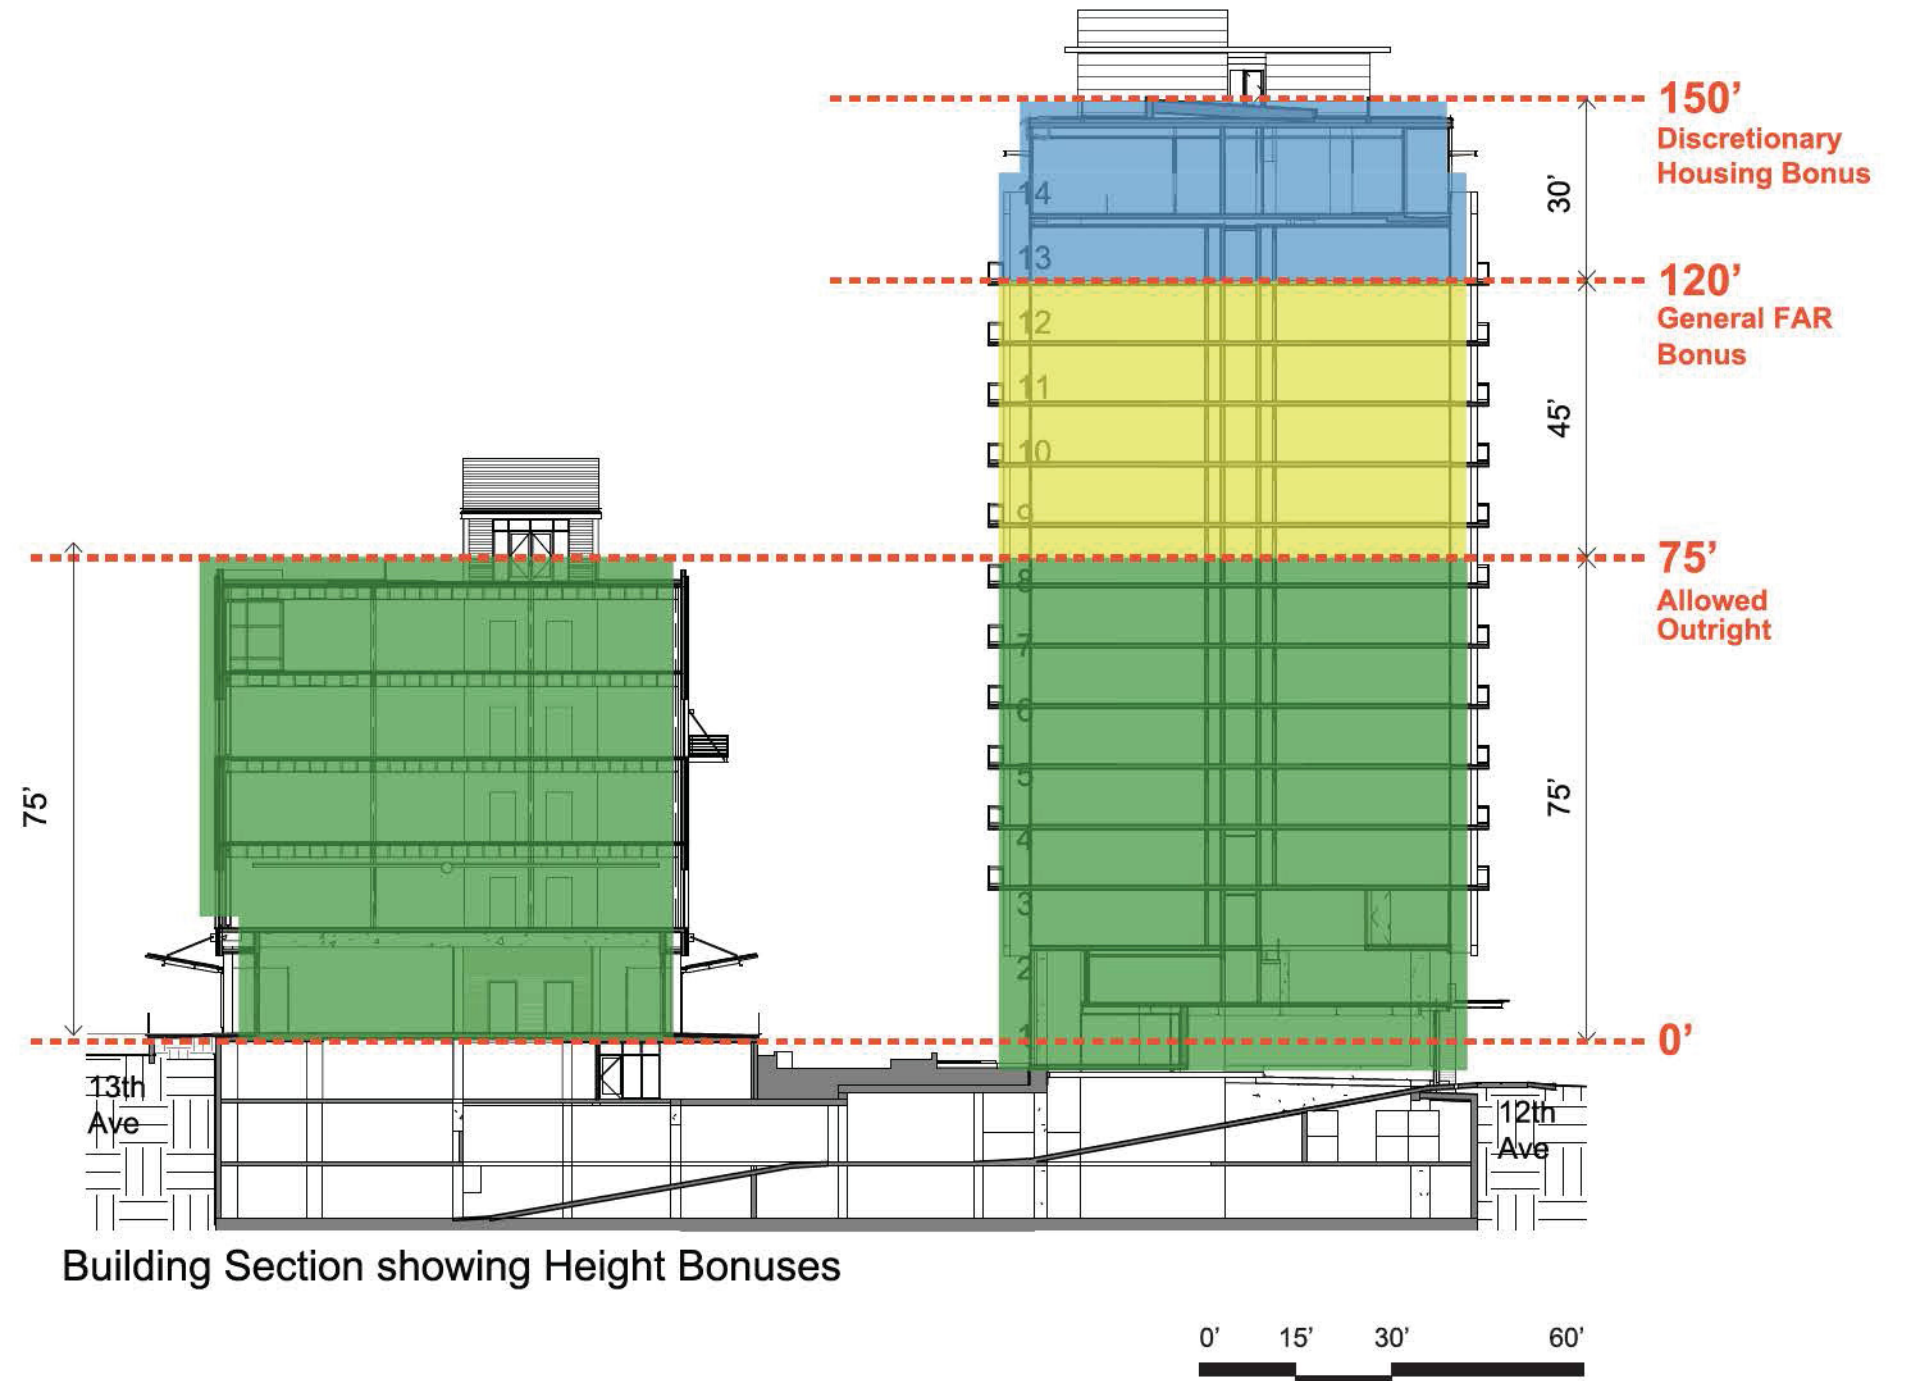 150’
Discretionary
Housing Bonus
30’
14
13
120’
General FAR
Bonus
12
11
10
9
45’
75’
Allowed
Outright
8
7
6
5
4
3
2
1
75’
75’
0’
13th
Ave
12th
Ave
Building Section showing Height Bonuses
0’ 15’ 30’ 60’